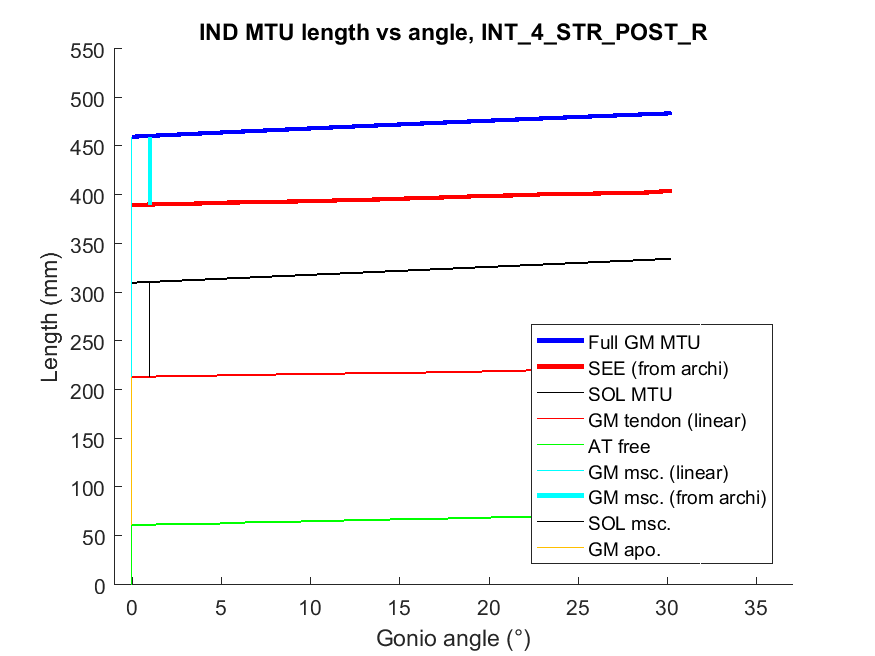 IND MTU length vs angle, INT_4_STR_POST_R
550
500
450
400
350
300
250
200
150
100
50
0
Length (mm)
Full GM MTU
SEE (from archi)
SOL MTU
GM tendon (linear)
AT free
GM msc. (linear)
GM msc. (from archi)
SOL msc.
GM apo.
0 5 10 15 20 25 30 35
Gonio angle (°)